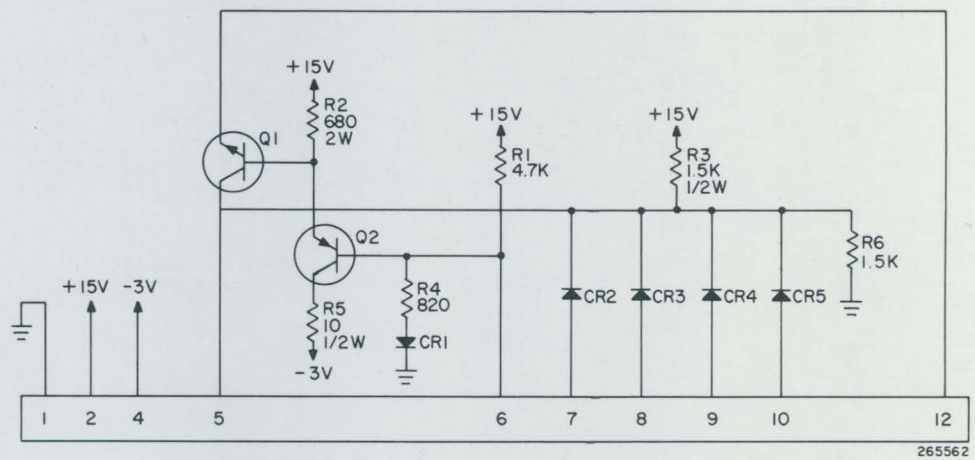 +15V
R2
680
2W
Q1
+15V
R1
4.7K
+15V
R3
1.5K
1/2W
Q2
R4
820
R6
1.5K
+15V
-3V
R5
10
1/2W
CR1
CR2
CR3
CR4
CR5
-3V
1 2 4 5 6 7 8 9 10 12
265562